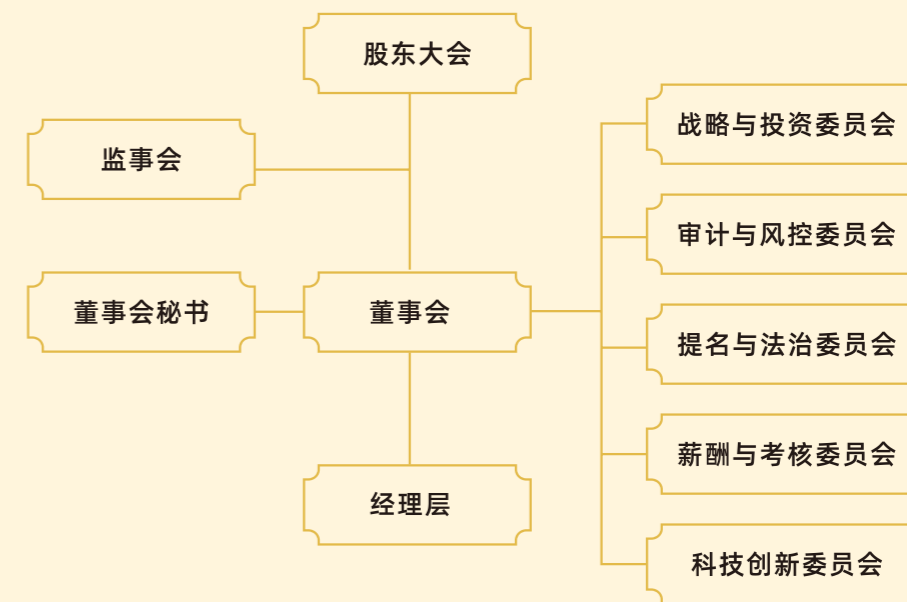 股东大会
监事会
董事会秘书
董事会
经理层
战略与投资委员会
审计与风控委员会
提名与法治委员会
薪酬与考核委员会
科技创新委员会